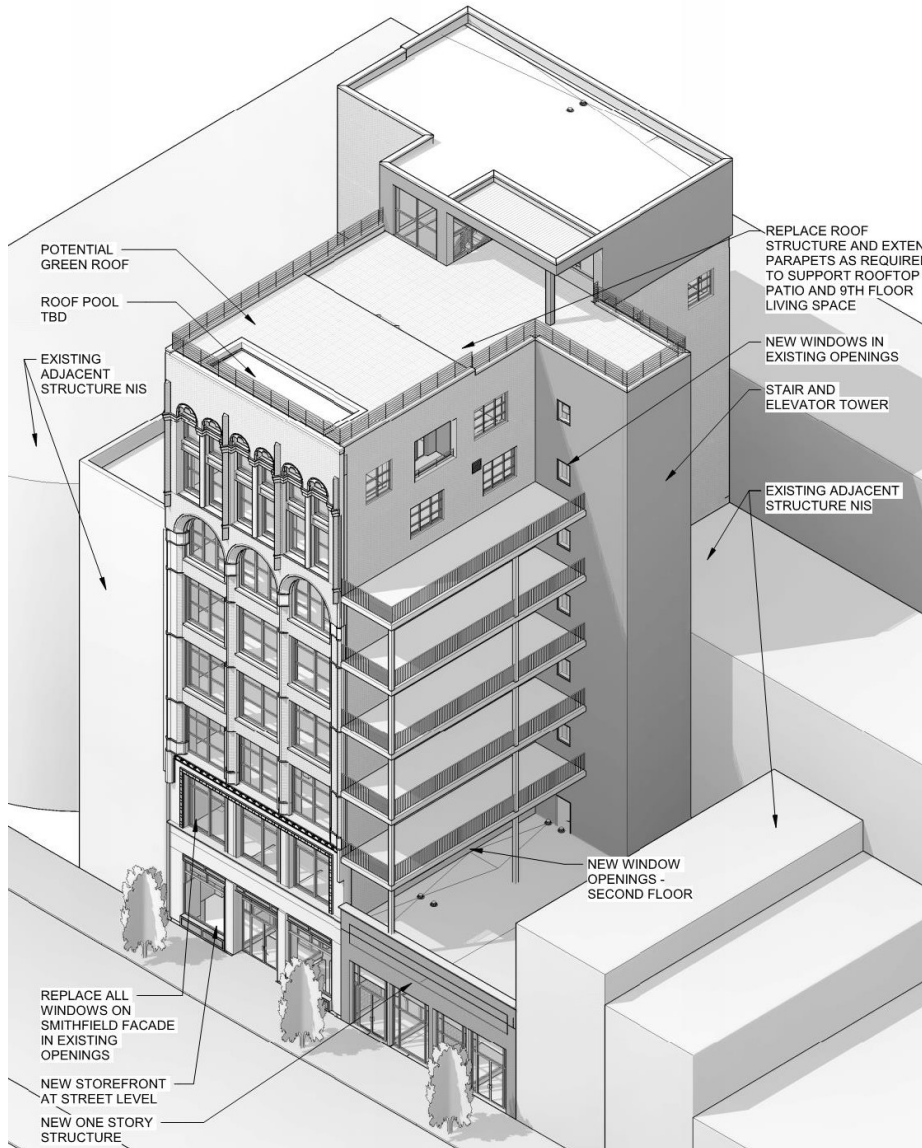 POTENTIAL
GREEN ROOF
ROOF POOL
TBD
EXISTING
ADJACENT
STRUCTURE NIS
REPLACE ROOF
STRUCTURE AND EXTEN
PARAPETS AS REQUIRE
TO SUPPORT ROOFTOP
PATIO AND 9TH FLOOR
LIVING SPACE
NEW WINDOWS IN
EXISTING OPENINGS
STAIR AND
ELEVATOR TOWER
EXISTING ADJACENT
STRUCTURE NIS
NEW WINDOW
OPENINGS -
SECOND FLOOR
REPLACE ALL
WINDOWS ON
SMITHFIELD FACADE
IN EXISTING
OPENINGS
NEW STOREFRONT
AT STREET LEVEL
NEW ONE STORY
STRUCTURE